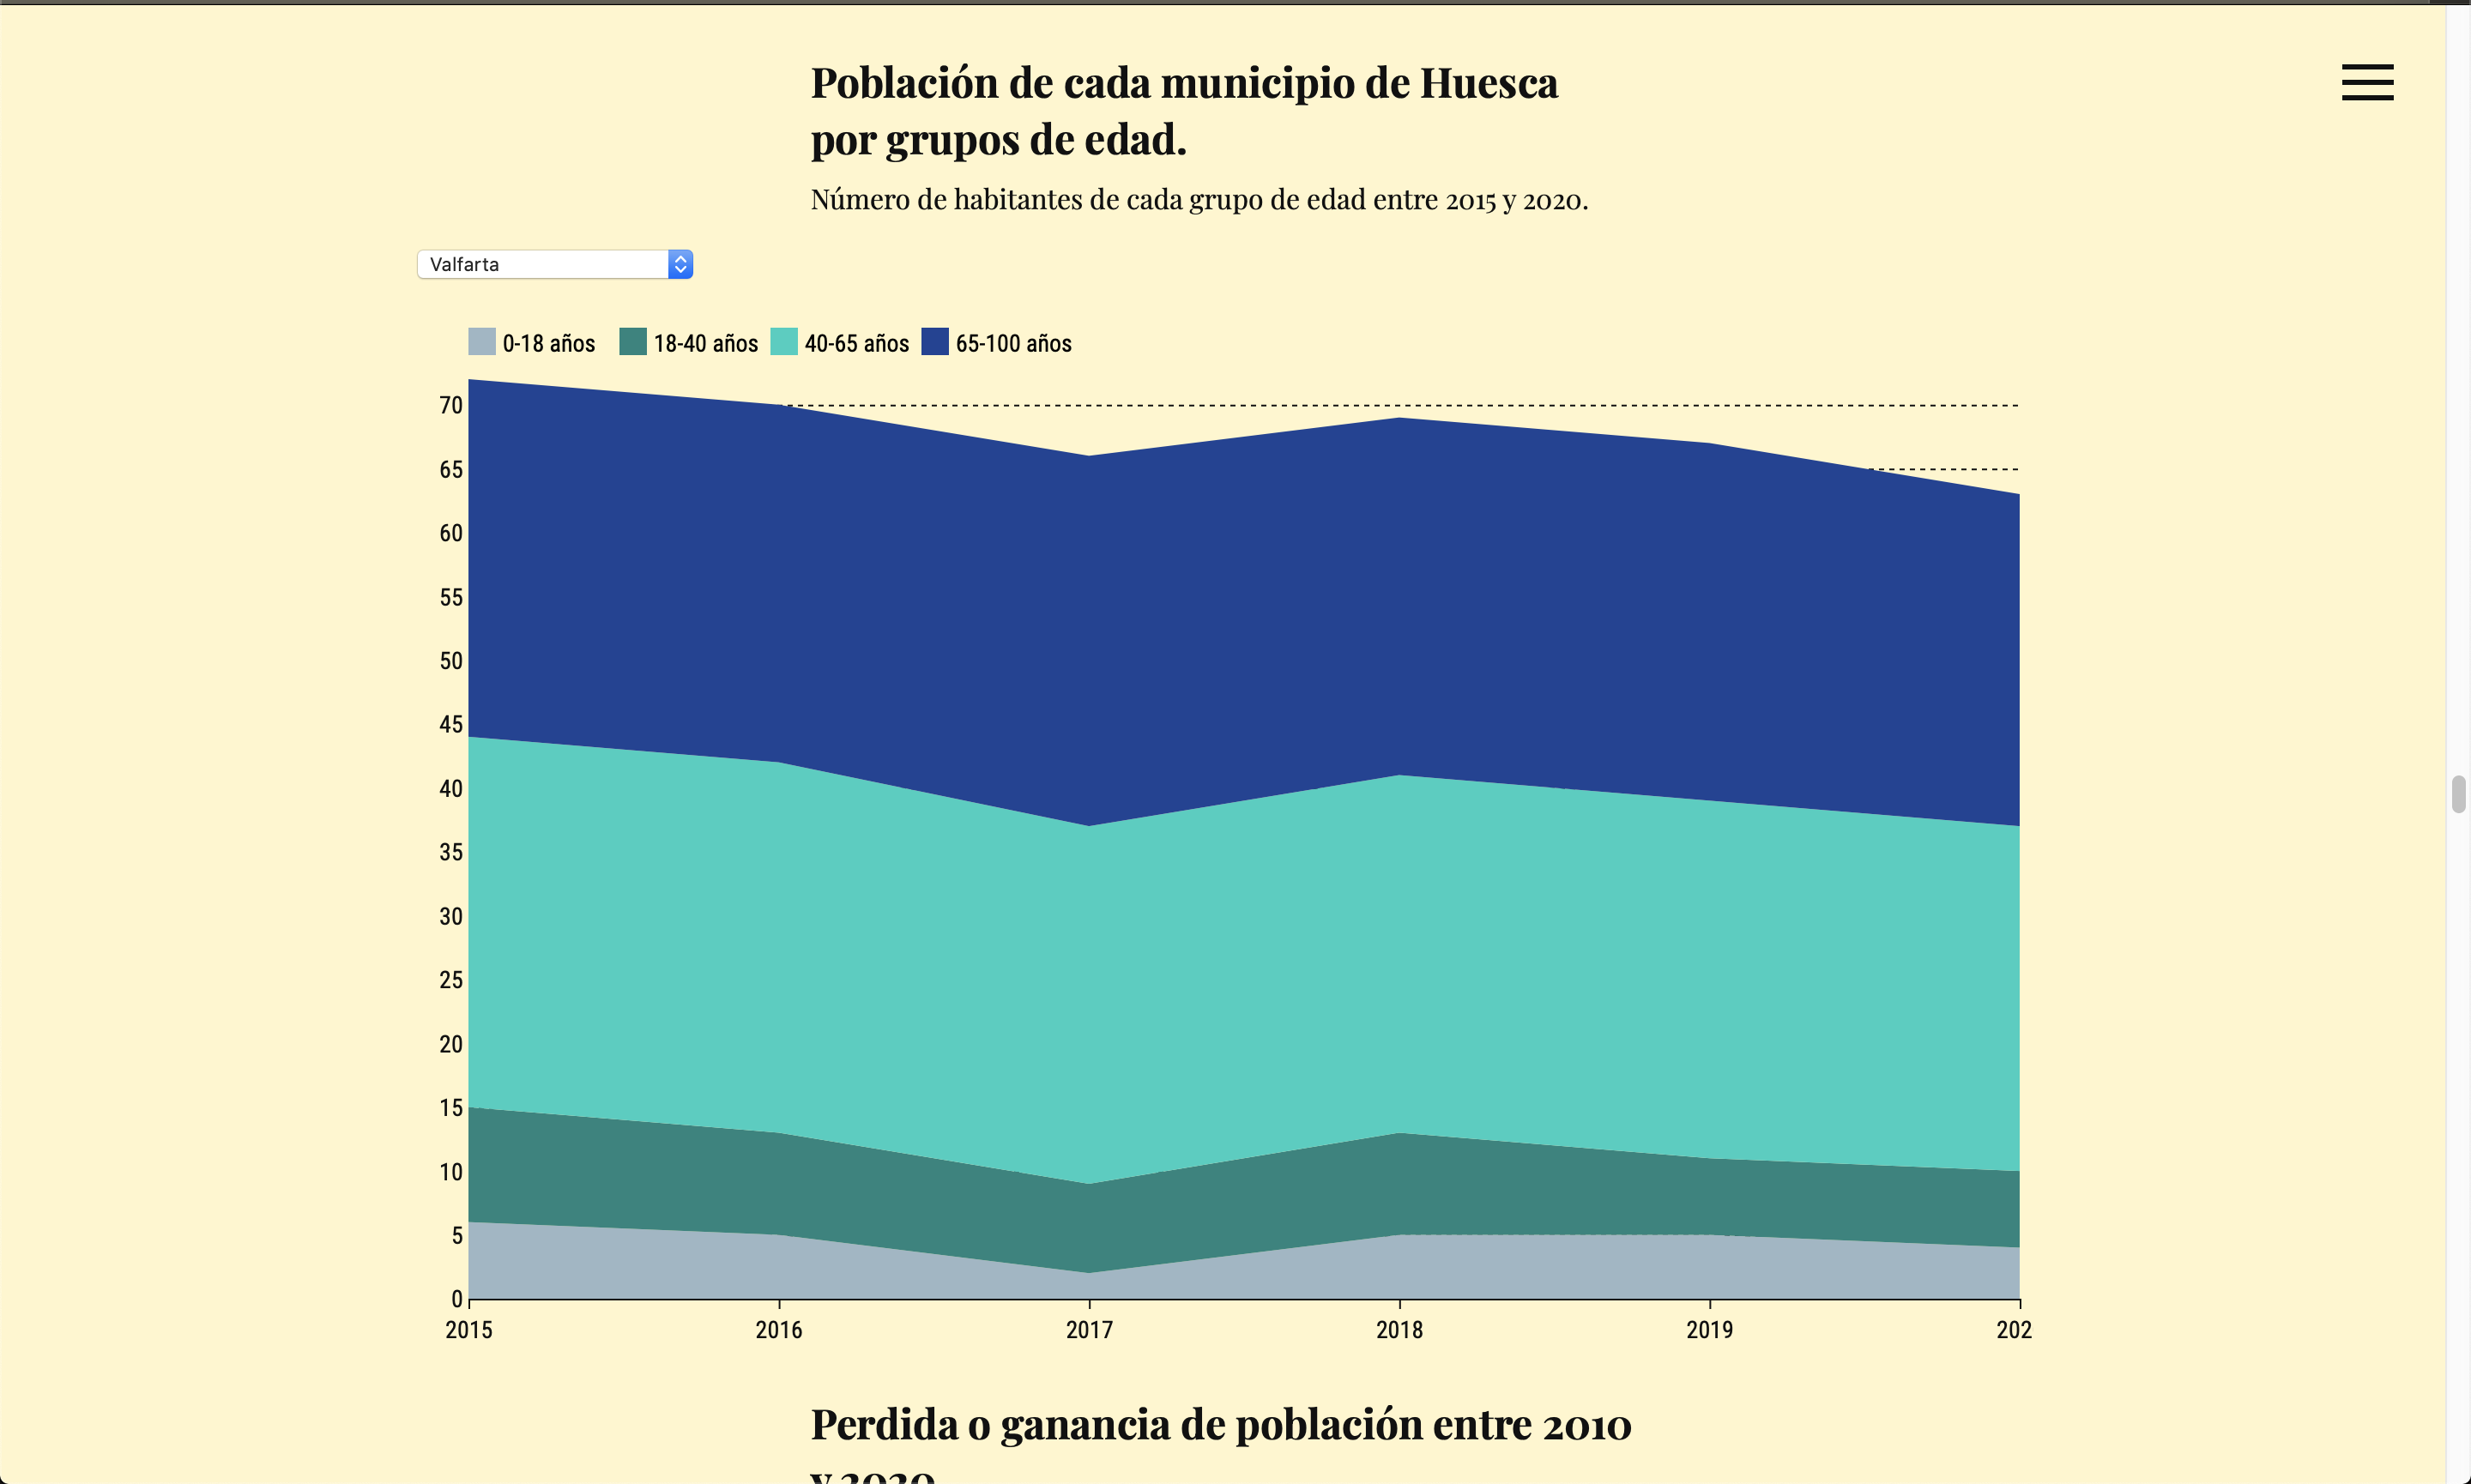 Población de cada municipio de Huesca
por grupos de edad.
Número de habitantes de cada grupo de edad entre 2015 y 2020.
Valfarta
0-18 años 18-40 años 40-65 años 65-100 años
70
65
60
55
50
45
40
35
30
25
20
15
10
5
0
2015 2016 2017 2018 2019 202
Perdida o ganancia de población entre 2010
y 2020